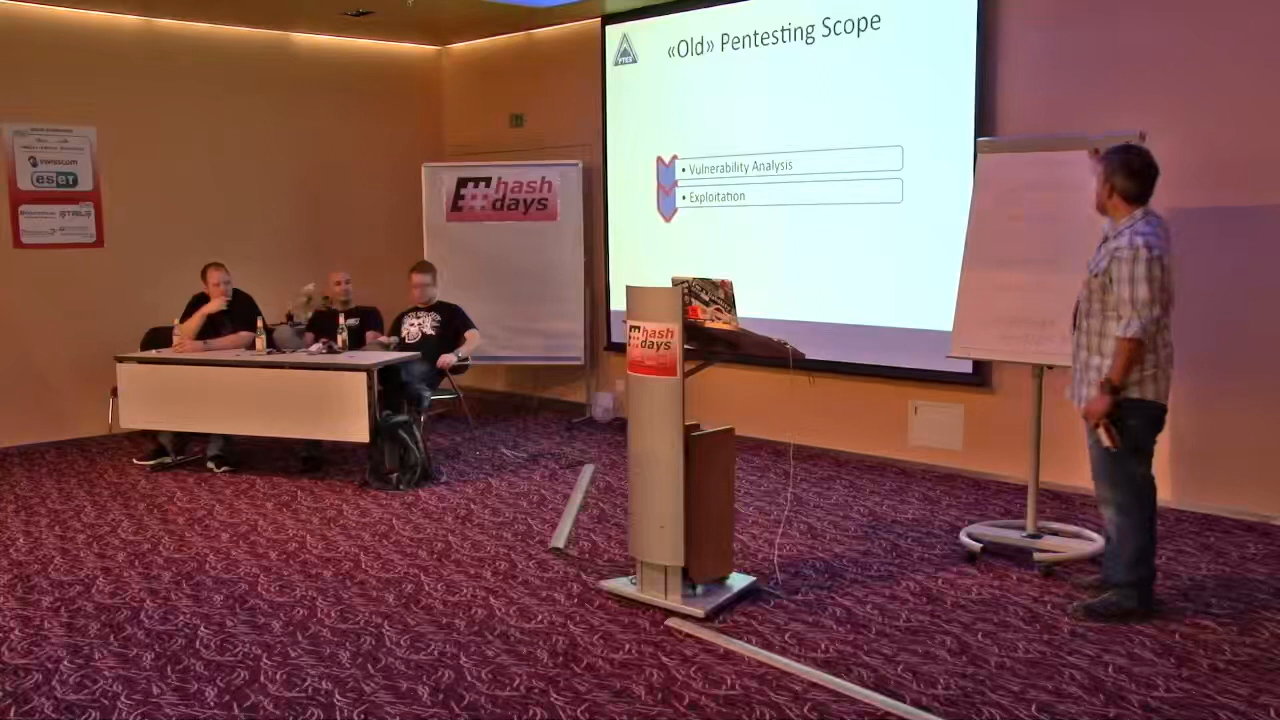 «Old» Pentesting Scope
PTES
• Vulnerability Analysis
• Exploitation
# hash
days
# hash
days
swisscom
eset